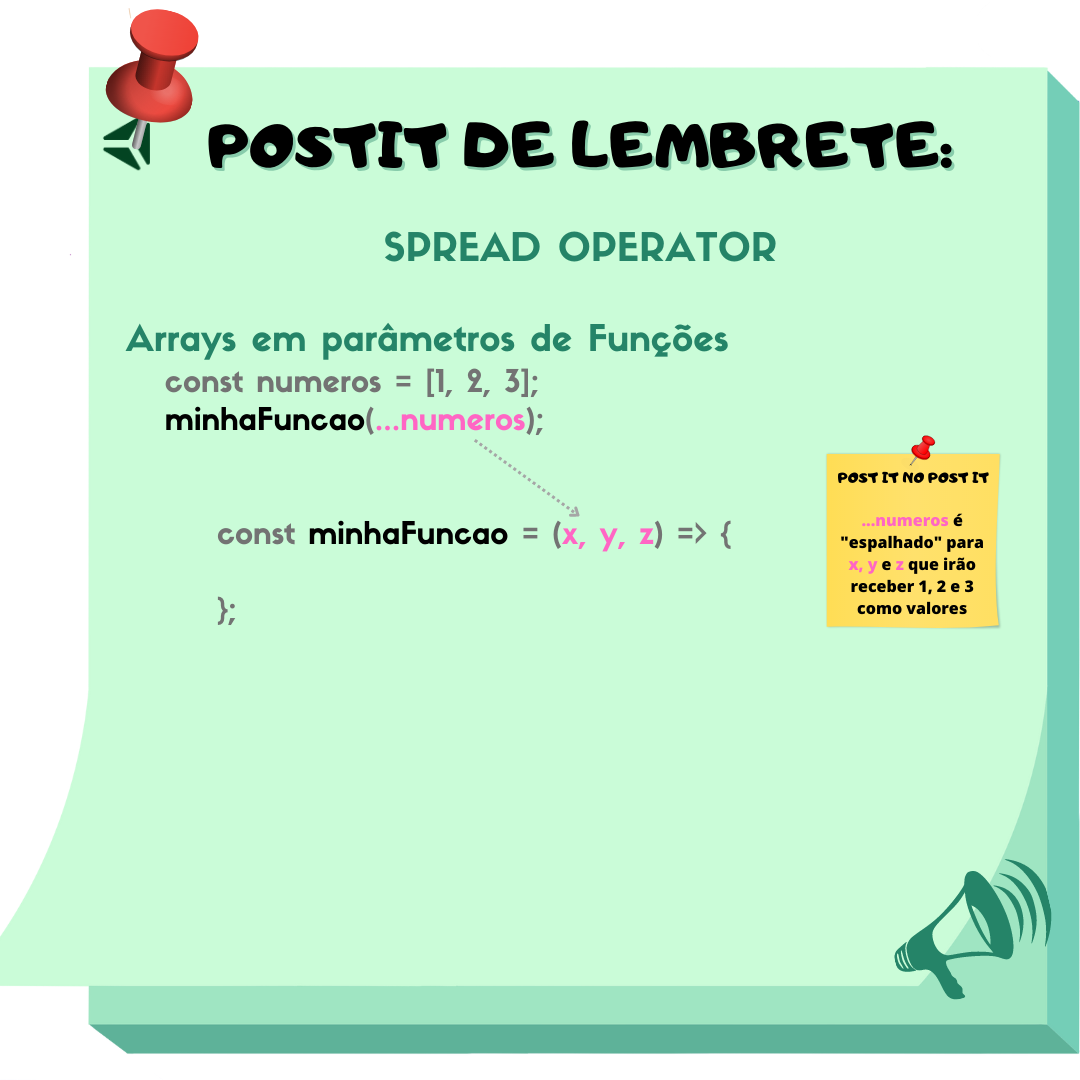 POSTIT DE LEMBRETE:
SPREAD OPERATOR
Arrays em parâmetros de Funções
const numeros = [1, 2, 3];
minhaFuncao(...numeros);
const minhaFuncao = (x, y, z) => {
};
POST IT NO POST IT
...numeros é
"espalhado" para
x, y e z que irão
receber 1, 2 e 3
como valores